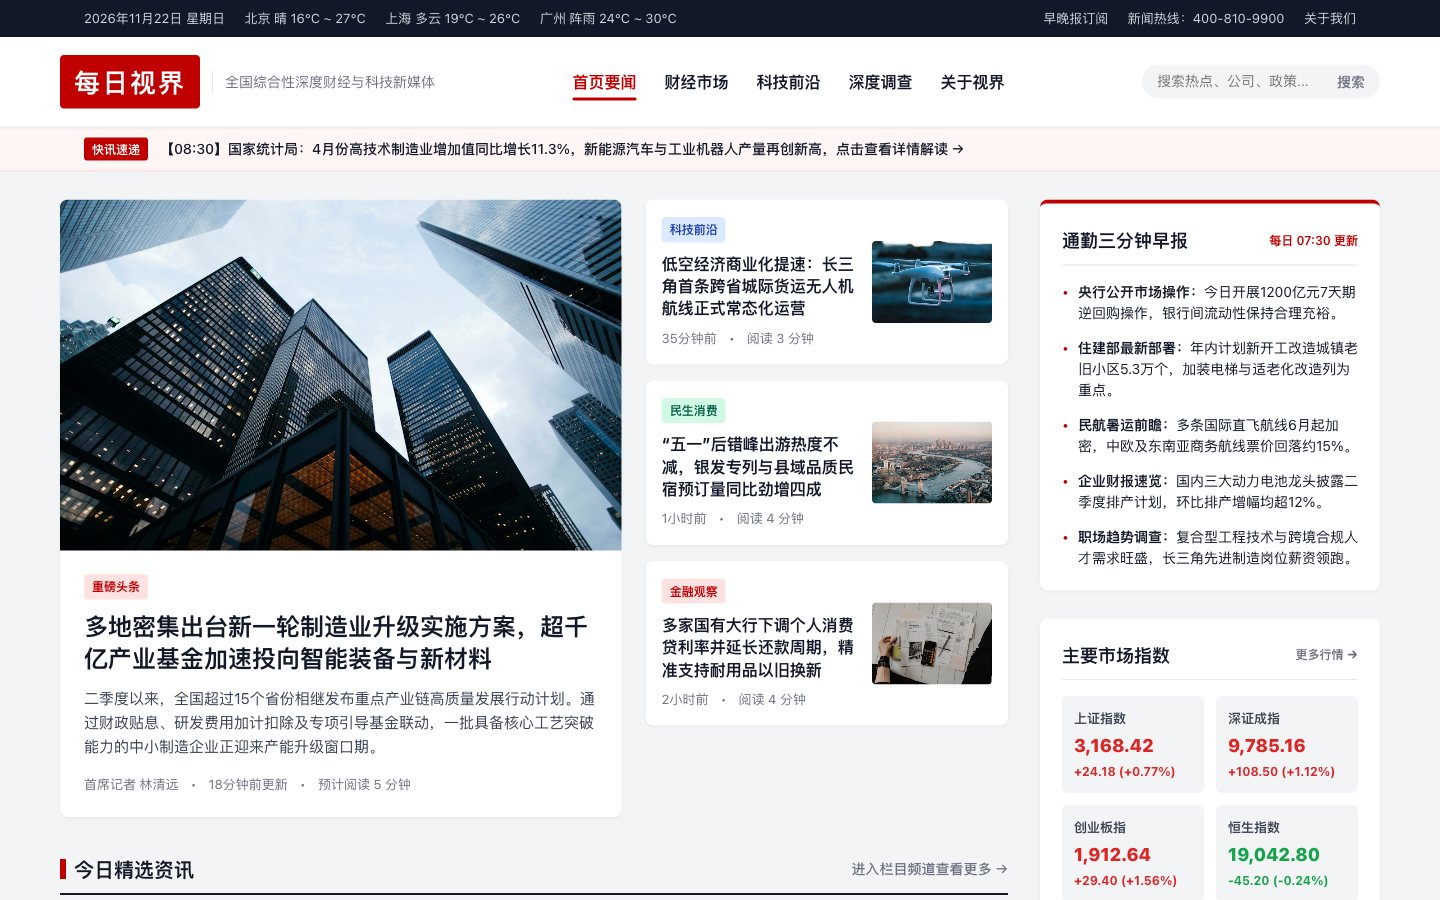 2026年11月22日 星期日 北京 晴 16°C ~ 27°C 上海 多云 19°C ~ 26°C 广州 阵雨 24°C ~ 30°C 早晚报订阅 新闻热线：400-810-9900 关于我们
每日视界 全国综合性深度财经与科技新媒体 首页要闻 财经市场 科技前沿 深度调查 关于视界 搜索热点、公司、政策... 搜索
快讯速递 【08:30】国家统计局：4月份高技术制造业增加值同比增长11.3%，新能源汽车与工业机器人产量再创新高，点击查看详情解读 →
重磅头条
多地密集出台新一轮制造业升级实施方案，超千
亿产业基金加速投向智能装备与新材料
二季度以来，全国超过15个省份相继发布重点产业链高质量发展行动计划。通
过财政贴息、研发费用加计扣除及专项引导基金联动，一批具备核心工艺突破
能力的中小制造企业正迎来产能升级窗口期。
首席记者 林清远 • 18分钟前更新 • 预计阅读 5 分钟
科技前沿
低空经济商业化提速：长三
角首条跨省城际货运无人机
航线正式常态化运营
35分钟前 • 阅读 3 分钟
民生消费
“五一”后错峰出游热度不
减，银发专列与县域品质民
宿预订量同比劲增四成
1小时前 • 阅读 4 分钟
金融观察
多家国有大行下调个人消费
贷利率并延长还款周期，精
准支持耐用品以旧换新
2小时前 • 阅读 4 分钟
今日精选资讯 进入栏目频道查看更多 →
通勤三分钟早报 每日 07:30 更新
• 央行公开市场操作：今日开展1200亿元7天期
逆回购操作，银行间流动性保持合理充裕。
• 住建部最新部署：年内计划新开工改造城镇老
旧小区5.3万个，加装电梯与适老化改造列为
重点。
• 民航暑运前瞻：多条国际直飞航线6月起加
密，中欧及东南亚商务航线票价回落约15%。
• 企业财报速览：国内三大动力电池龙头披露二
季度排产计划，环比排产增幅均超12%。
• 职场趋势调查：复合型工程技术与跨境合规人
才需求旺盛，长三角先进制造岗位薪资领跑。
主要市场指数 更多行情 →
上证指数
3,168.42
+24.18 (+0.77%)
深证成指
9,785.16
+108.50 (+1.12%)
创业板指
1,912.64
+29.40 (+1.56%)
恒生指数
19,042.80
-45.20 (-0.24%)